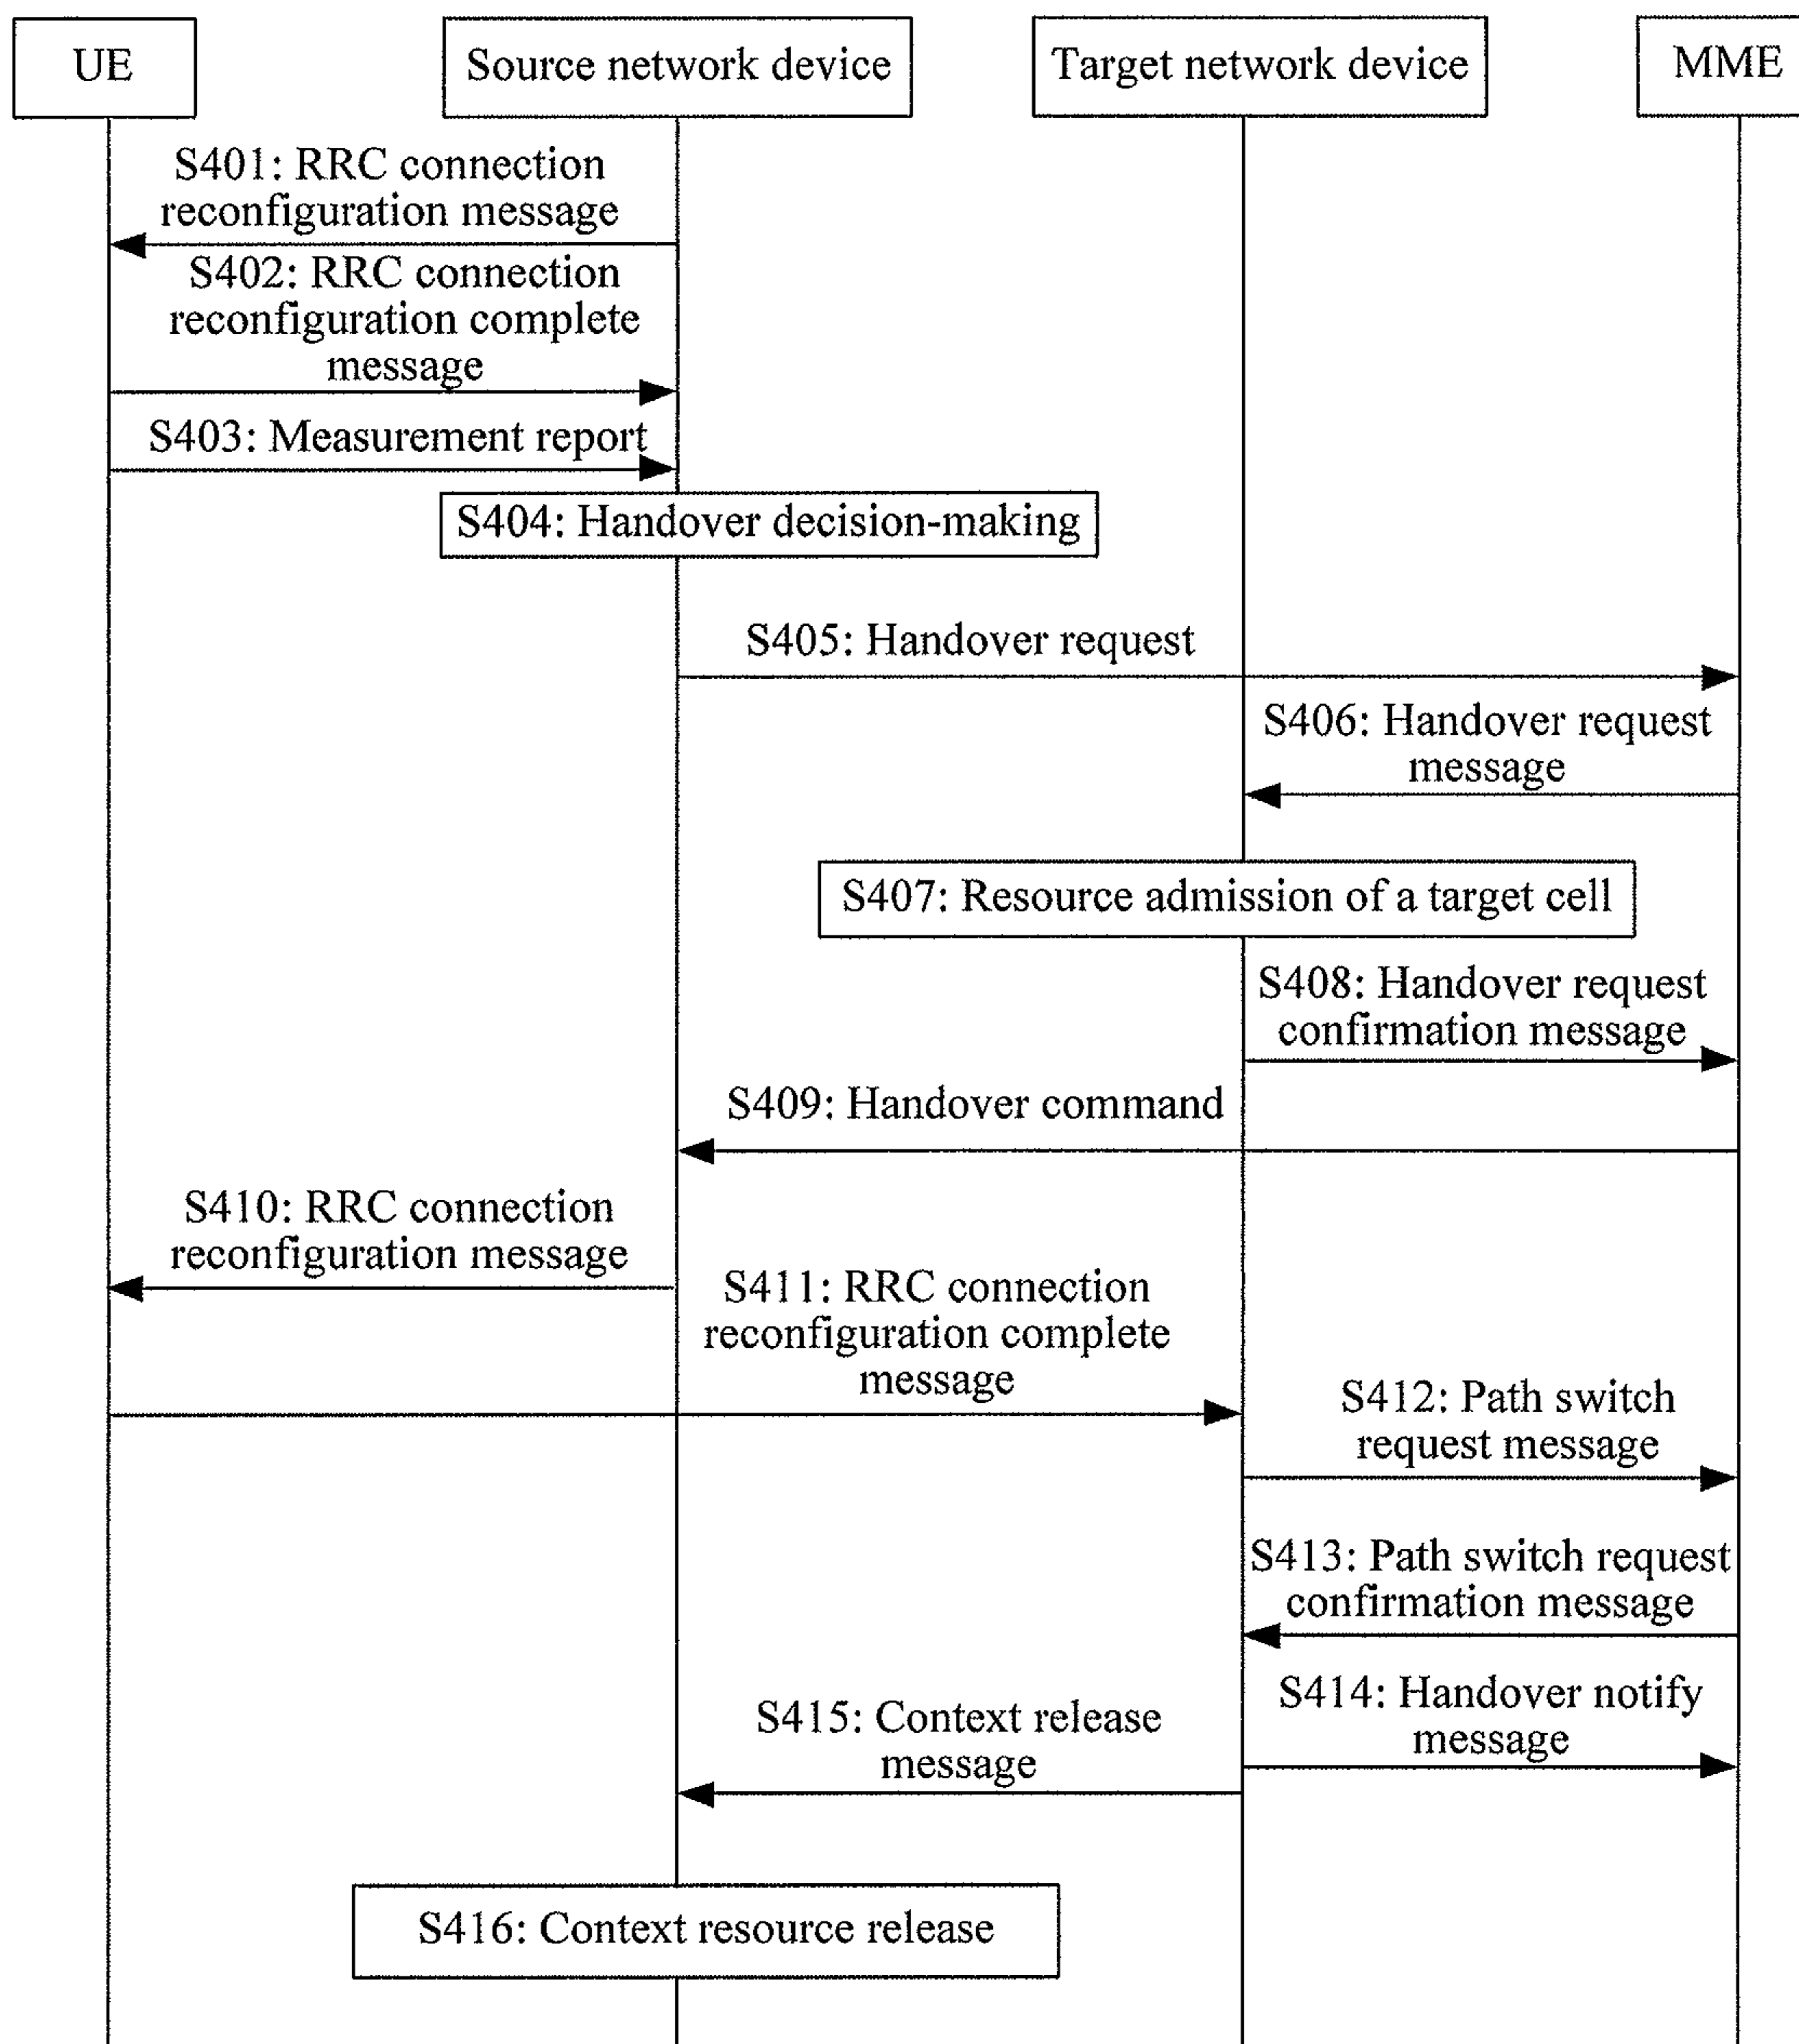 UE
Source network device
Target network device
MME
S401: RRC connection
reconfiguration message
S402: RRC connection
reconfiguration complete
message
S403: Measurement report
S404: Handover decision-making
S405: Handover request
S406: Handover request
message
S407: Resource admission of a target cell
S408: Handover request
confirmation message
S409: Handover command
S410: RRC connection
reconfiguration message
S411: RRC connection
reconfiguration complete
message
S412: Path switch
request message
S413: Path switch request
confirmation message
S414: Handover notify
message
S415: Context release
message
S416: Context resource release